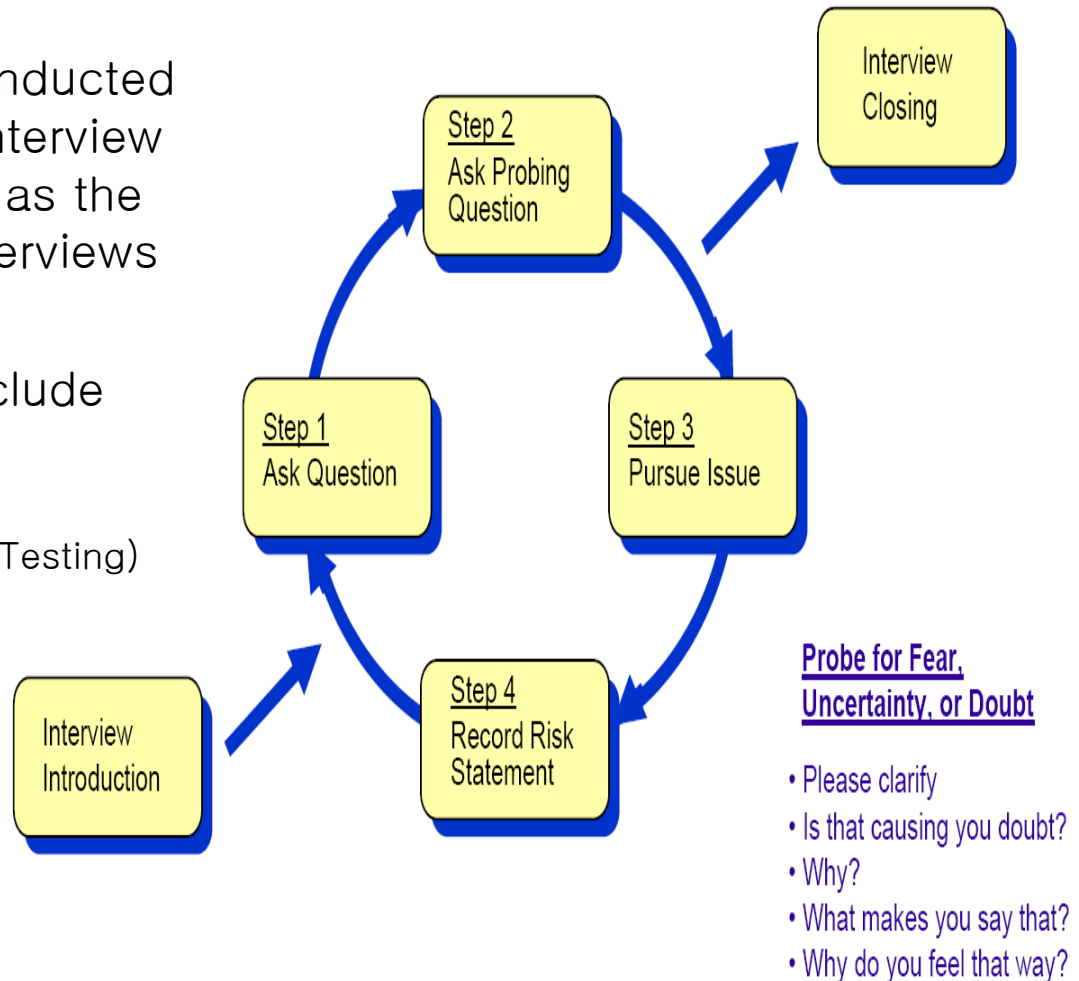 nducted
nterview
as the
erviews
clude
Testing)
Interview
Closing
Step 2
Ask Probing
Question
Step 1
Ask Question
Step 3
Pursue Issue
Step 4
Record Risk
Statement
Interview
Introduction
Probe for Fear,
Uncertainty, or Doubt
• Please clarify
• Is that causing you doubt?
• Why?
• What makes you say that?
• Why do you feel that way?